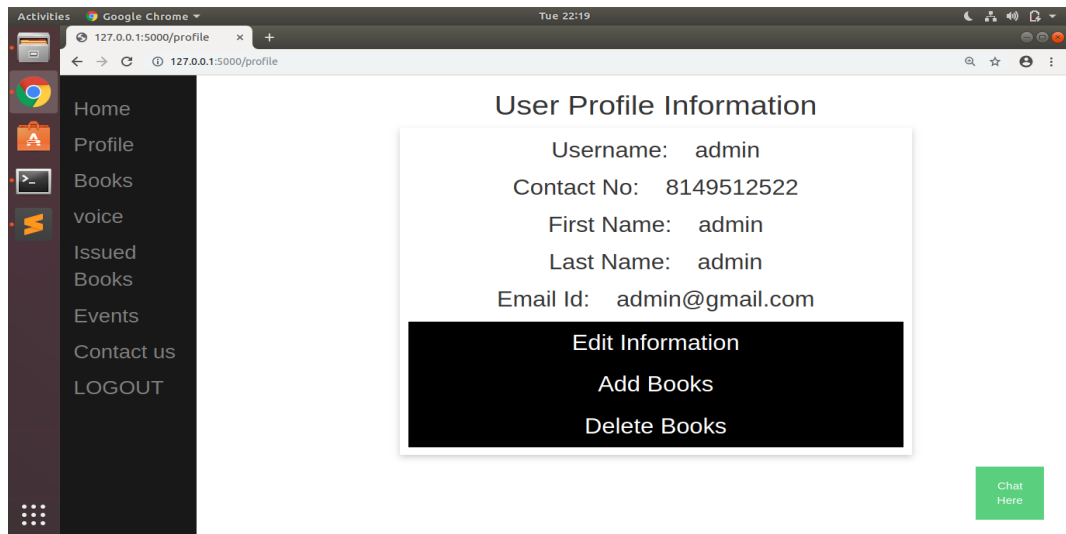 Activities Google Chrome Tue 22:19
127.0.0.1:5000/profile
127.0.0.1:5000/profile
Home
Profile
Books
voice
Issued
Books
Events
Contact us
LOGOUT
User Profile Information
Username: admin
Contact No: 8149512522
First Name: admin
Last Name: admin
Email Id: admin@gmail.com
Edit Information
Add Books
Delete Books
Chat
Here